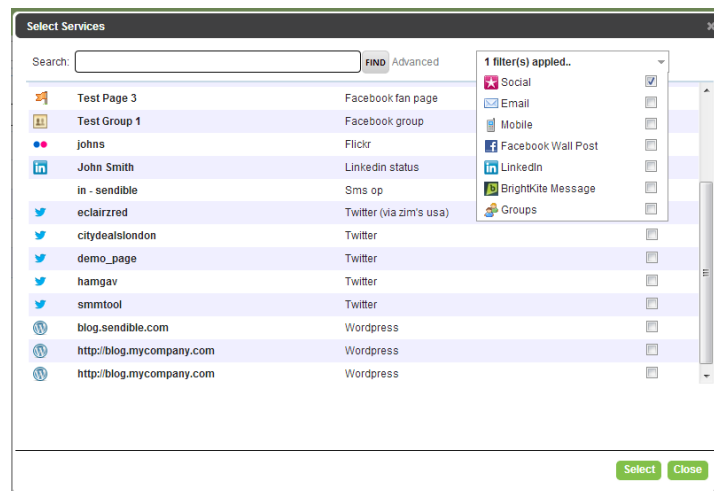 Select Services
Search: FIND Advanced 1 filter(s) appled..
Social
Email
Mobile
Facebook Wall Post
LinkedIn
BrightKite Message
Groups
Test Page 3 Facebook fan page
Test Group 1 Facebook group
johns Flickr
John Smith Linkedin status
in - sendible Sms op
eclairzred Twitter (via zim's usa)
citydealslondon Twitter
demo_page Twitter
hamgav Twitter
smmtool Twitter
blog.sendible.com Wordpress
http://blog.mycompany.com Wordpress
http://blog.mycompany.com Wordpress
Select Close